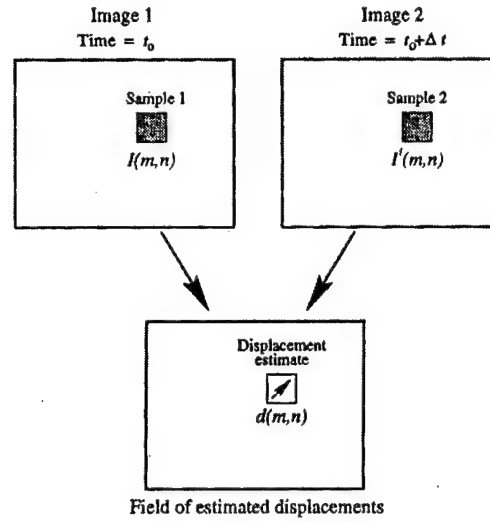 Image 1
Time = t₀
Image 2
Time = t₀+Δ t
Sample 1
I(m,n)
Sample 2
I'(m,n)
Displacement
estimate
d(m,n)
Field of estimated displacements